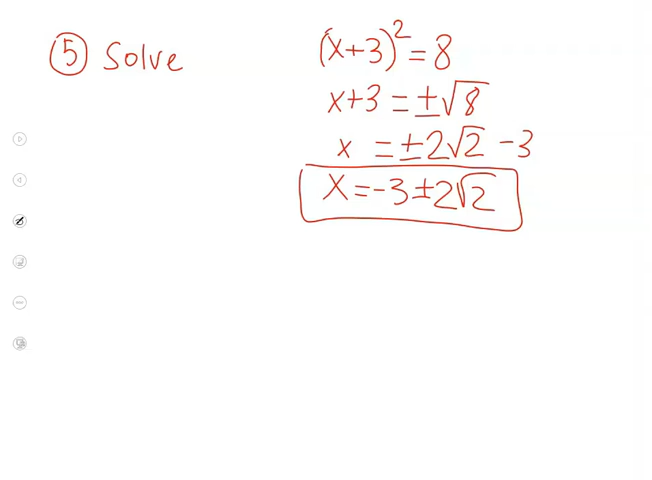 ⑤ Solve
(x+3)² = 8
x+3 = ±√8
x = ±2√2 -3
x = -3 ± 2√2